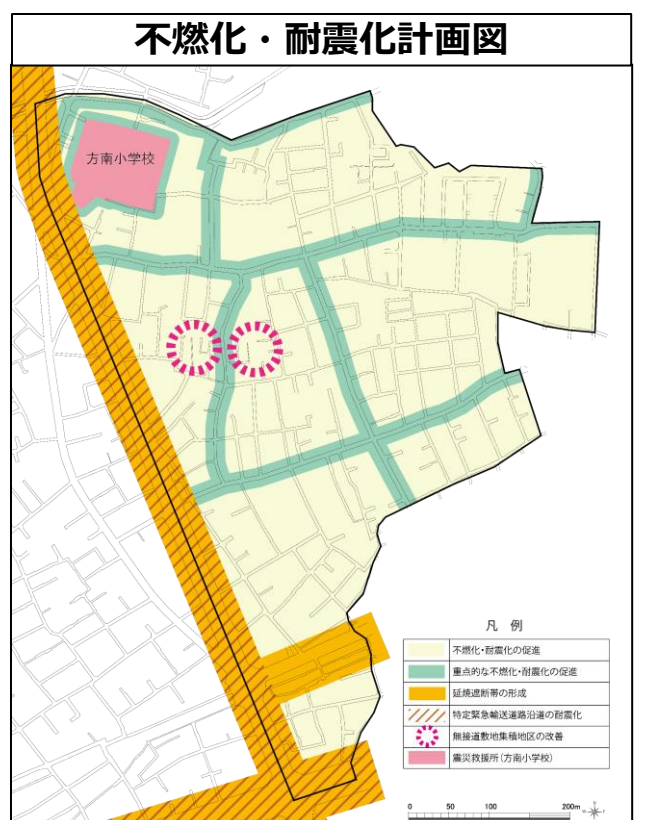 不燃化・耐震化計画図
方南小学校
凡 例
不燃化・耐震化の促進
重点的な不燃化・耐震化の促進
延焼遮断帯の形成
特定緊急輸送道路沿道の耐震化
無接道敷地集積地区の改善
震災救援所(方南小学校)
0 50 100 200m